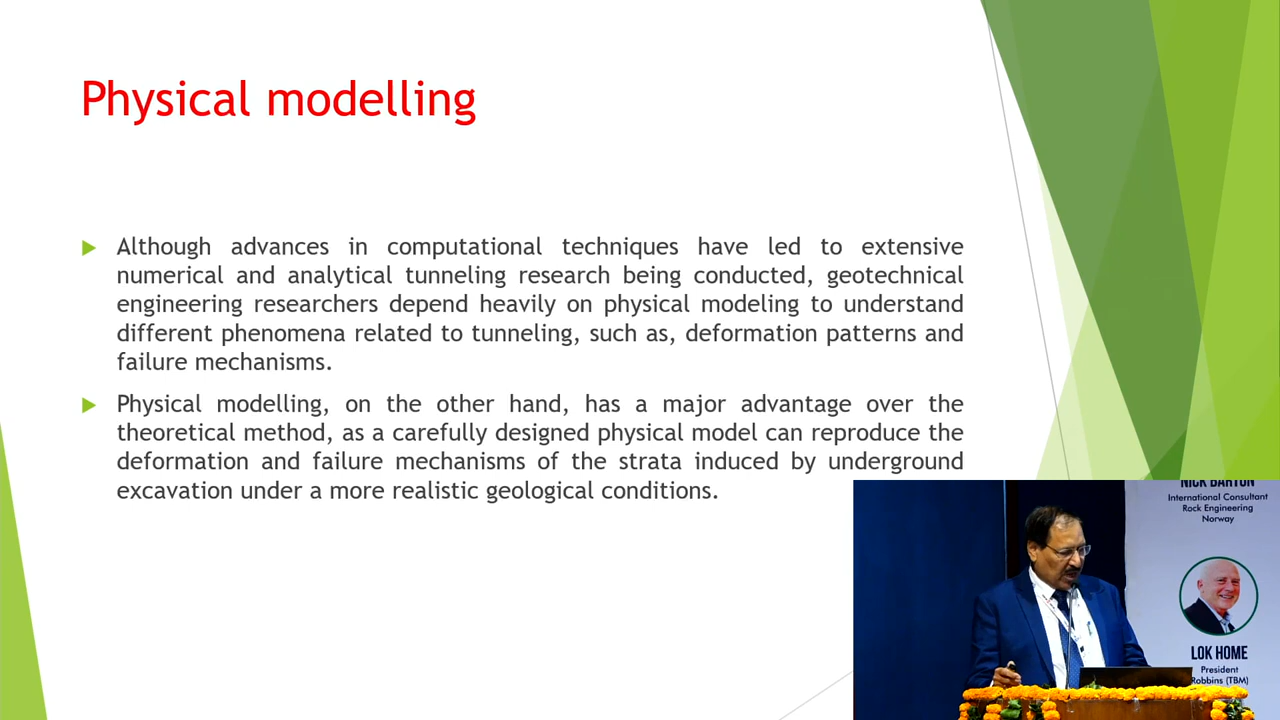 Physical modelling
Although advances in computational techniques have led to extensive
numerical and analytical tunneling research being conducted, geotechnical
engineering researchers depend heavily on physical modeling to understand
different phenomena related to tunneling, such as, deformation patterns and
failure mechanisms.
Physical modelling, on the other hand, has a major advantage over the
theoretical method, as a carefully designed physical model can reproduce the
deformation and failure mechanisms of the strata induced by underground
excavation under a more realistic geological conditions.
NICK BARTON
International Consultant
Rock Engineering
Norway
LOK HOME
President
Robbins (TBM)